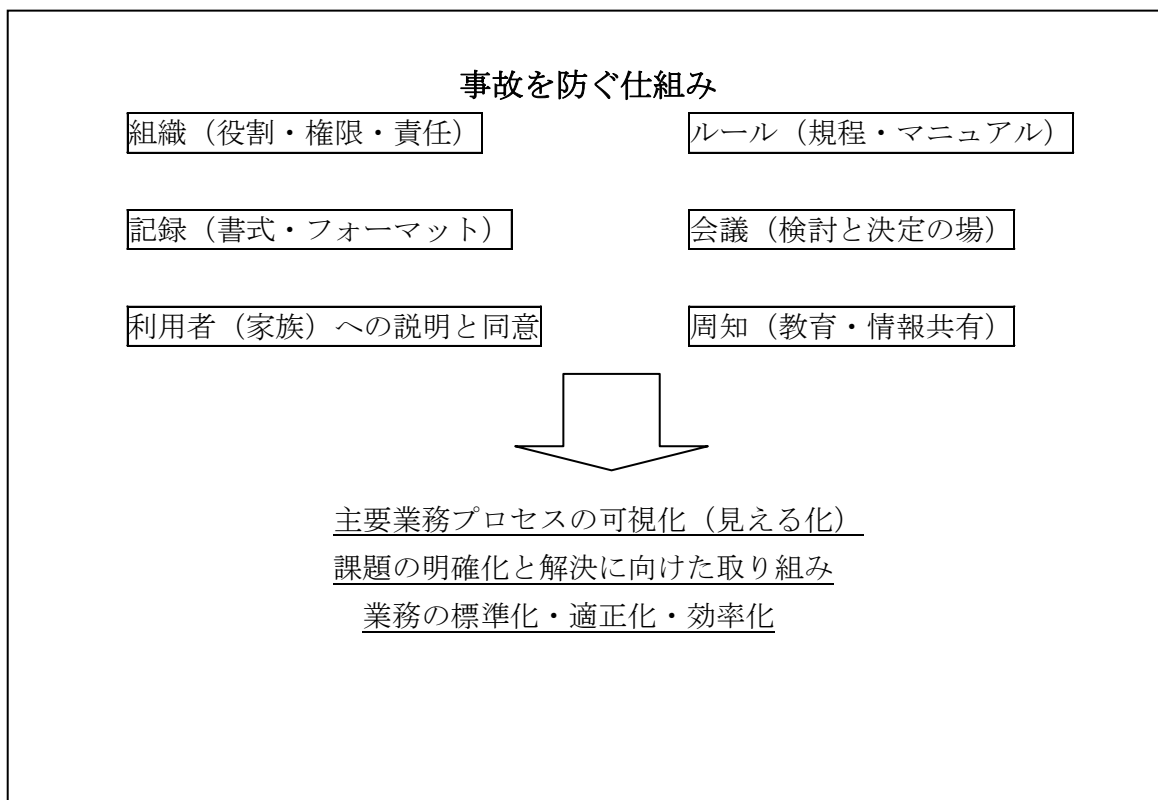 事故を防ぐ仕組み
組織（役割・権限・責任）
ルール（規程・マニュアル）
記録（書式・フォーマット）
会議（検討と決定の場）
利用者（家族）への説明と同意
周知（教育・情報共有）
主要業務プロセスの可視化（見える化）
課題の明確化と解決に向けた取り組み
業務の標準化・適正化・効率化